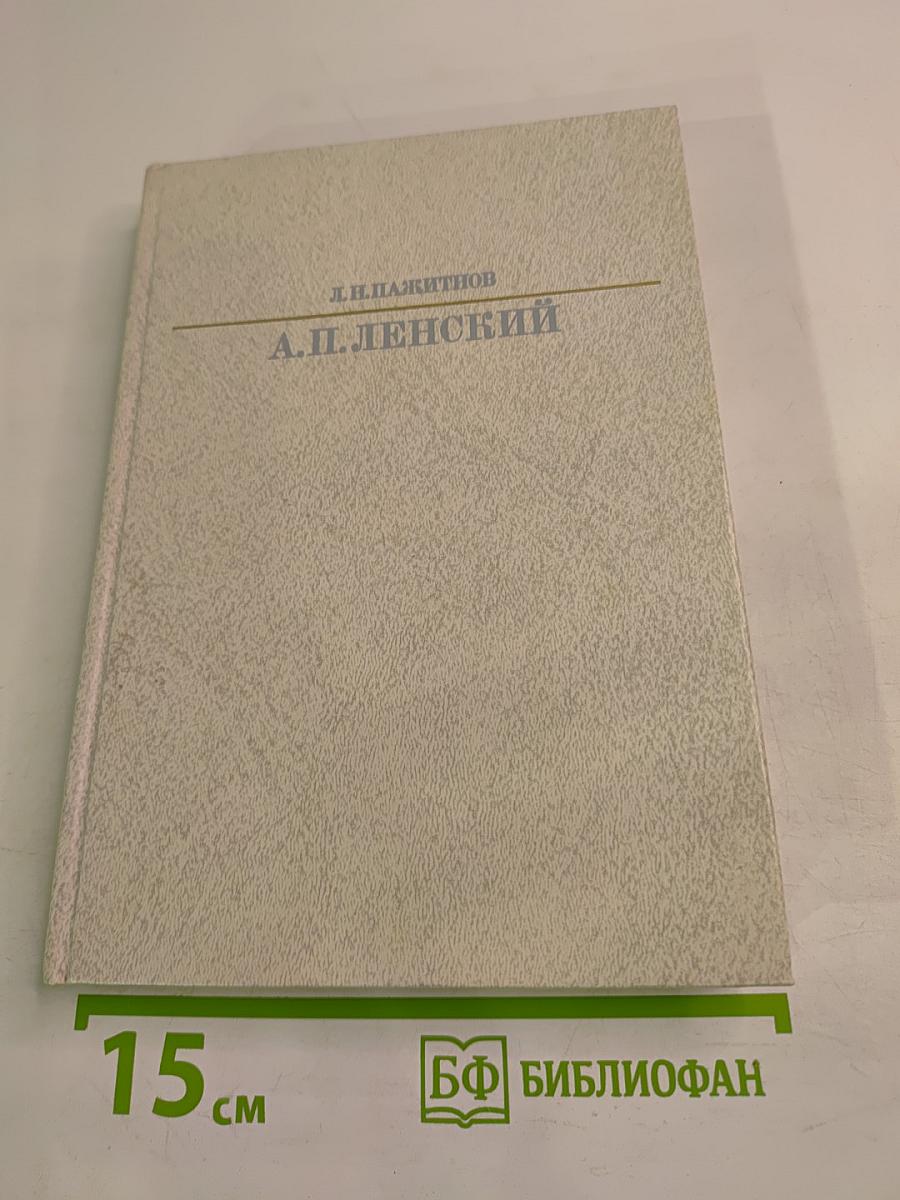 Л. Н. ПАЖИТНОВ
А. П. ЛЕНСКИЙ
15 см
БФ БИБЛИОФАН